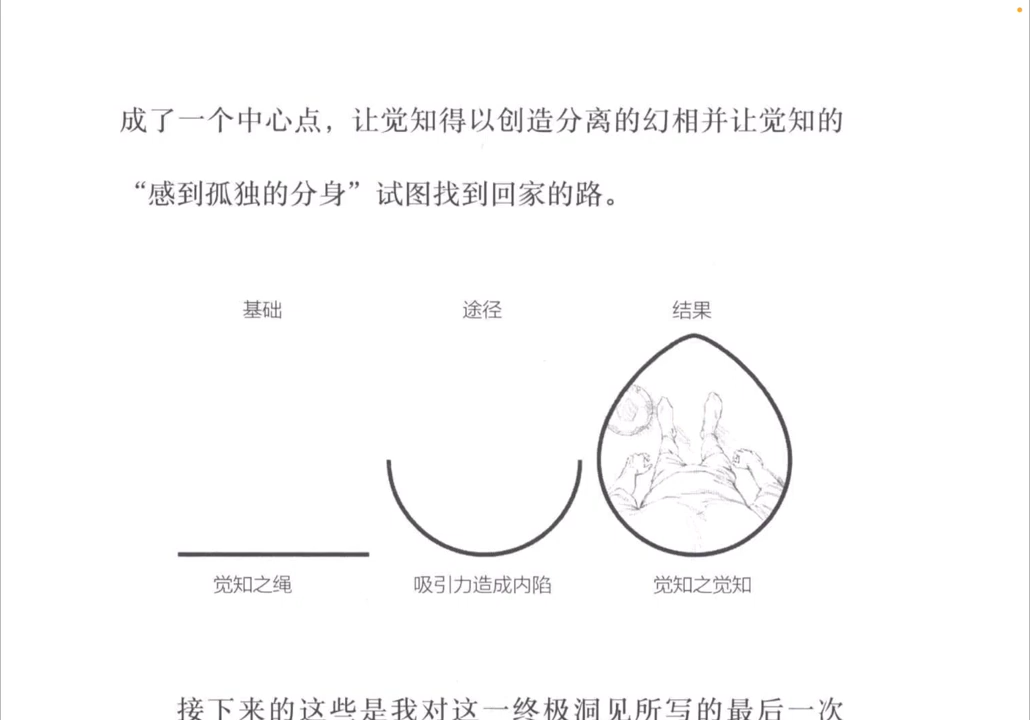 成了一个中心点，让觉知得以创造分离的幻相并让觉知的
“感到孤独的分身”试图找到回家的路。
基础 途径 结果
觉知之绳 吸引力造成内陷 觉知之觉知
接下来的这些是我对这一终极洞见所写的最后一次